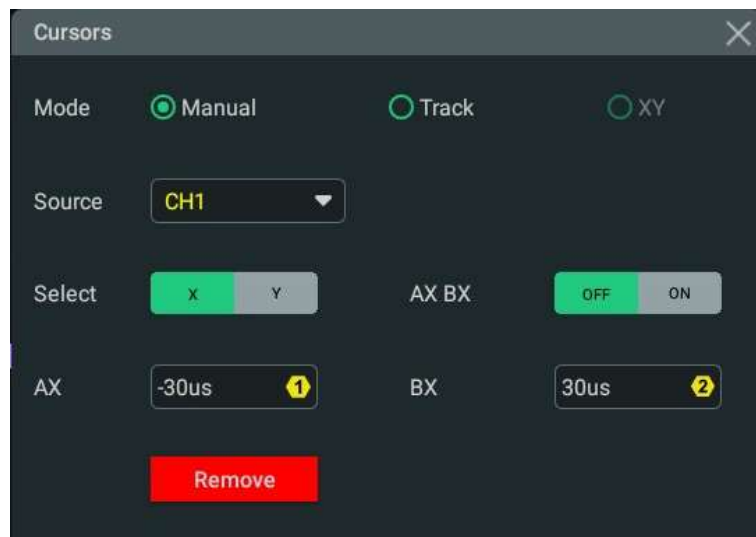 Cursors
Mode Manual Track XY
Source CH1
Select X Y AX BX OFF ON
AX -30us 1 BX 30us 2
Remove